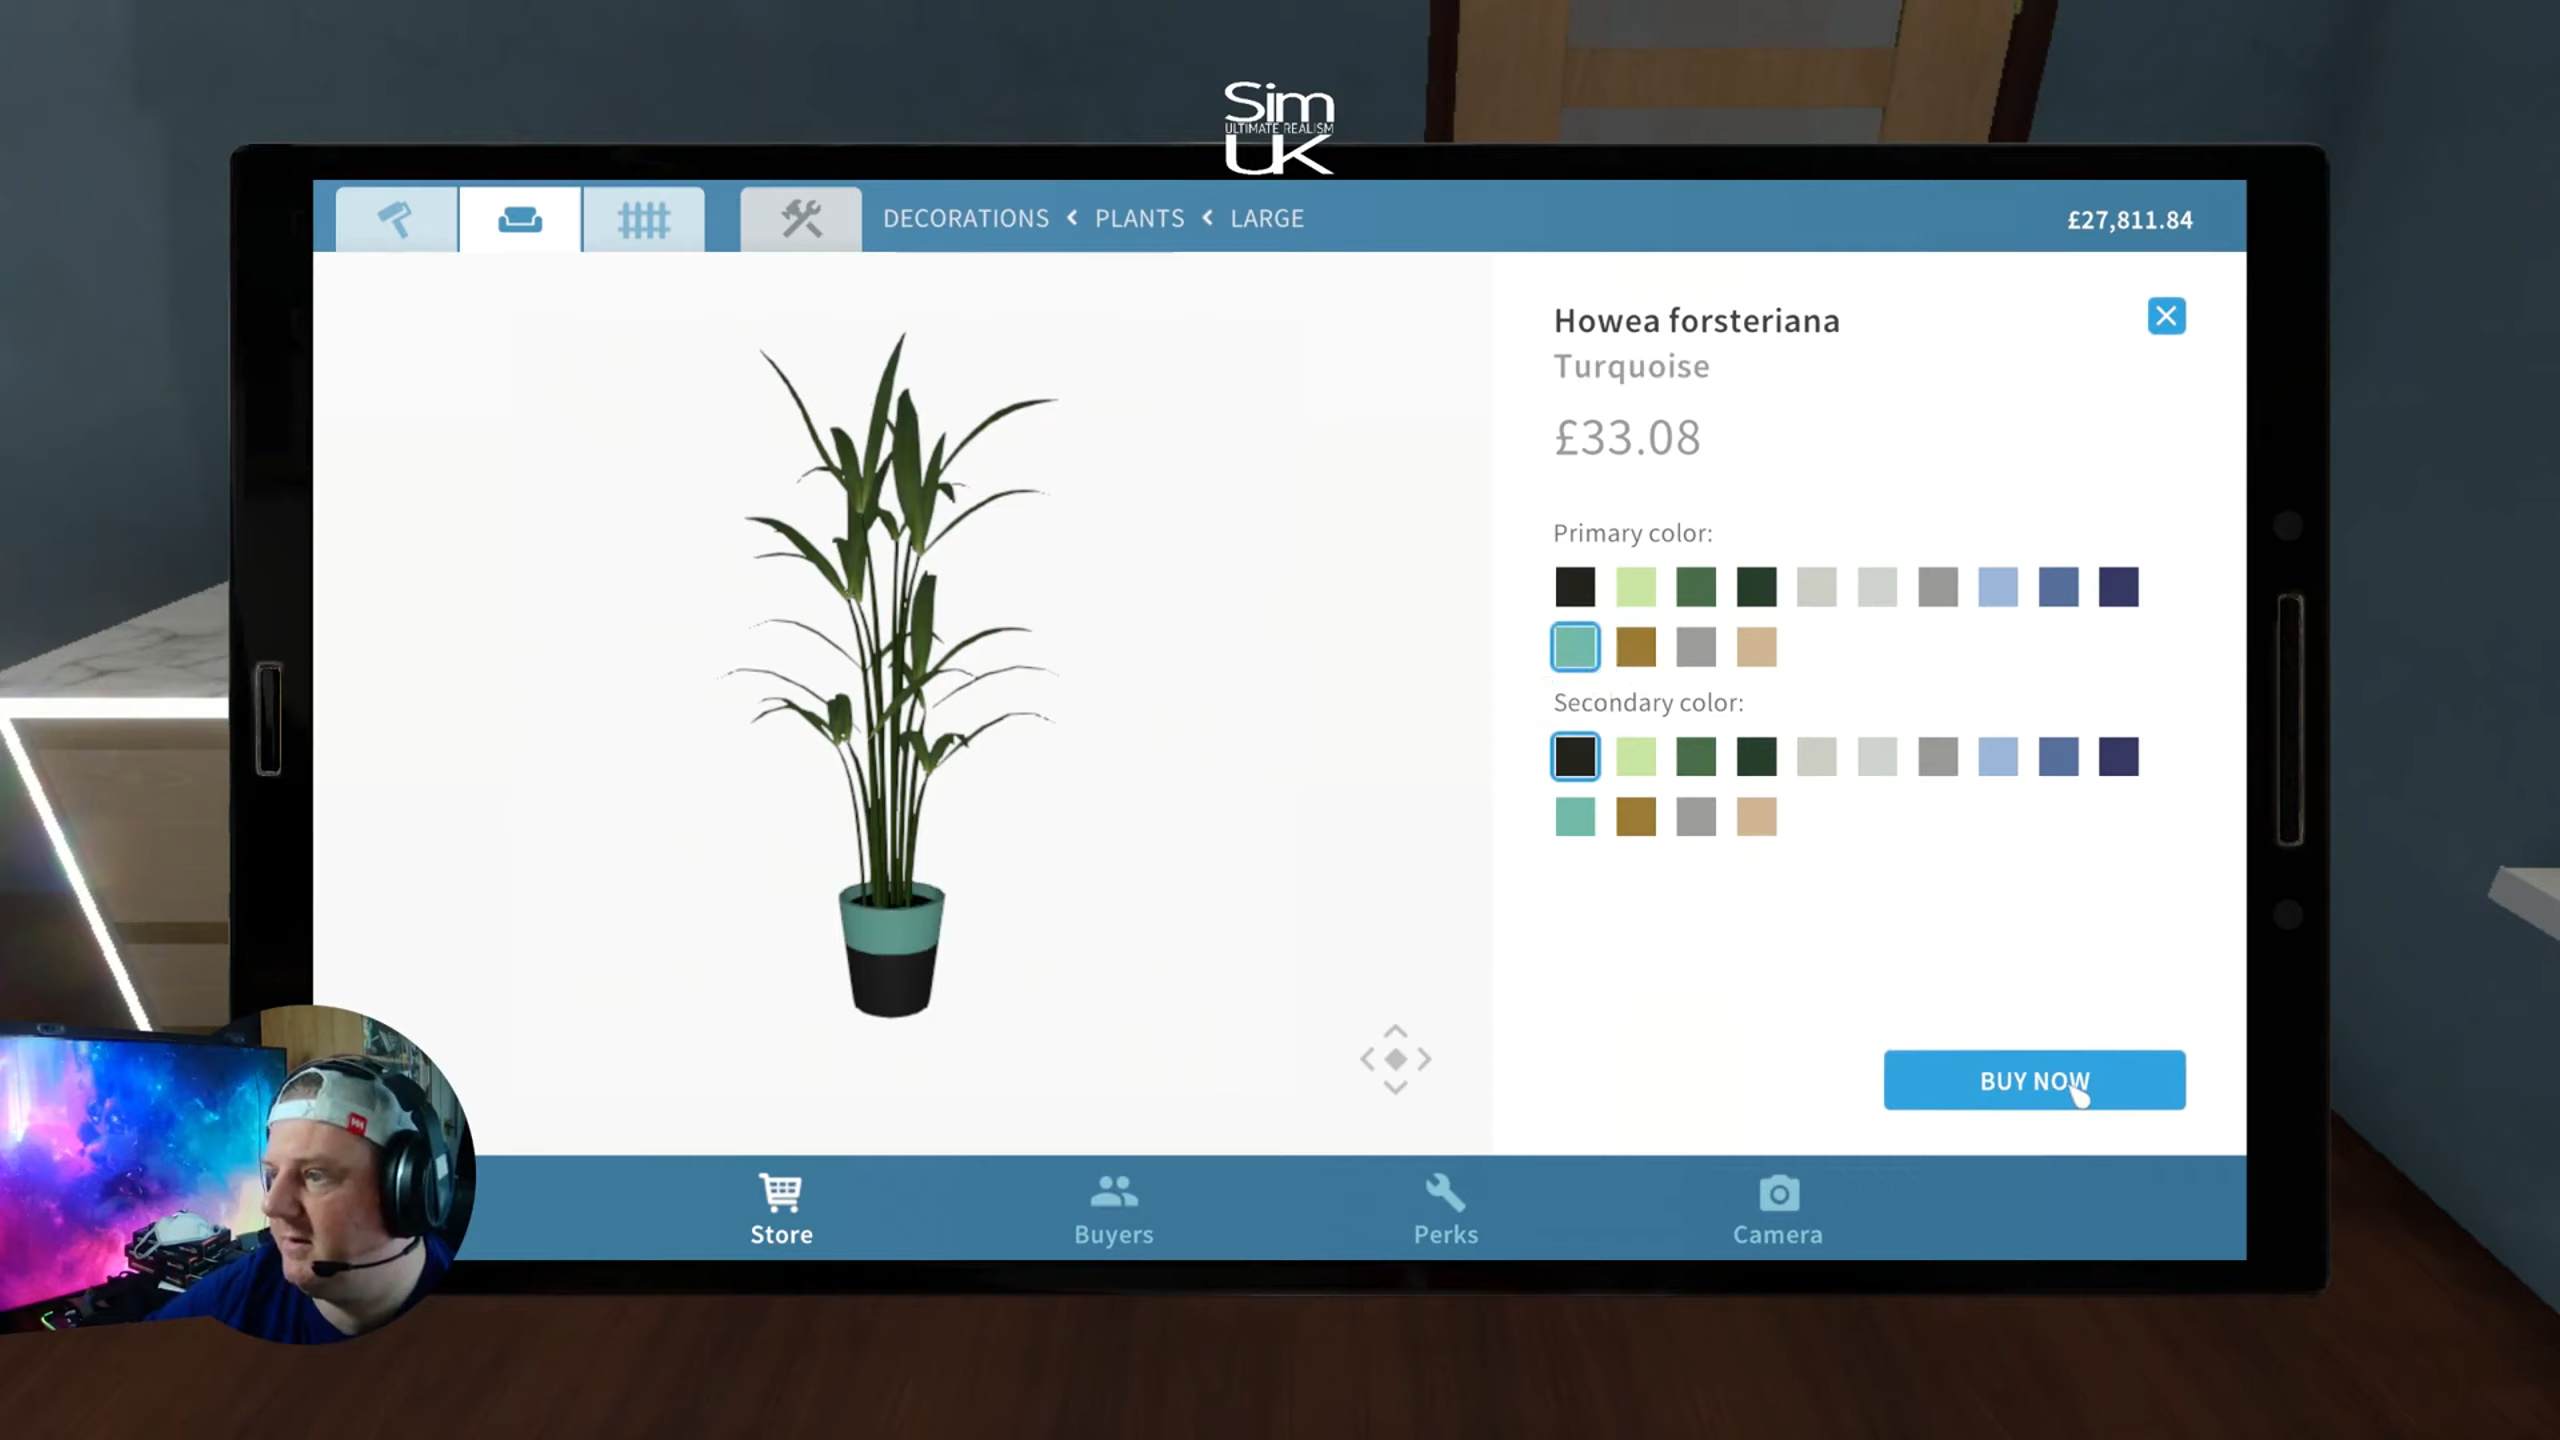 Sim
ULTIMATE REALISM
UK
DECORATIONS < PLANTS < LARGE
£27,811.84
Howea forsteriana
Turquoise
£33.08
Primary color:
Secondary color:
BUY NOW
Store
Buyers
Perks
Camera